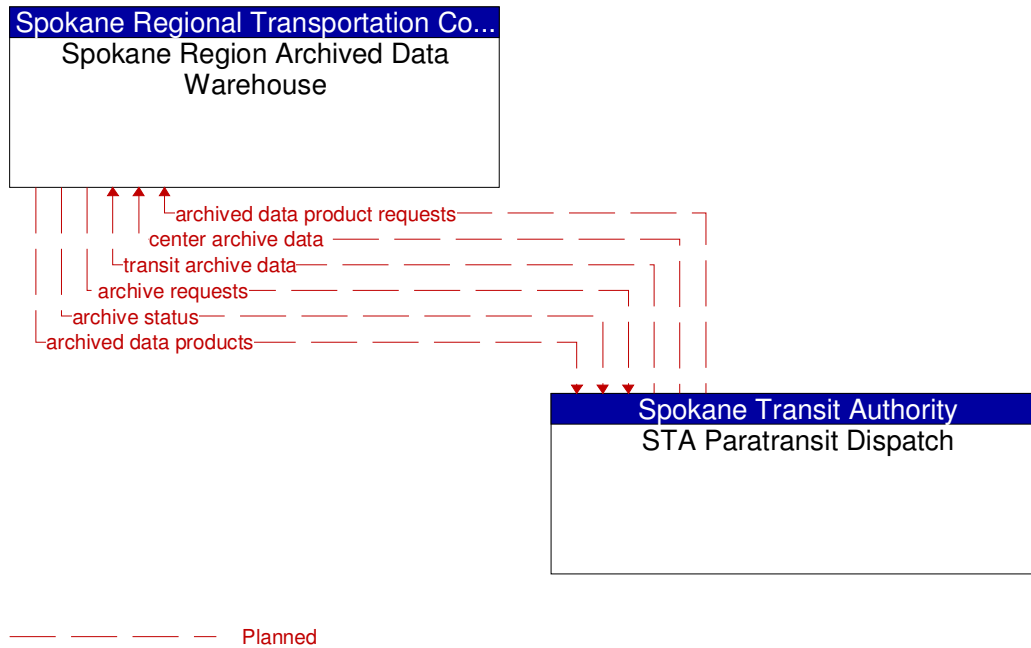 Spokane Regional Transportation Co...
Spokane Region Archived Data
Warehouse
archived data product requests
center archive data
transit archive data
archive requests
archive status
archived data products
Spokane Transit Authority
STA Paratransit Dispatch
Planned